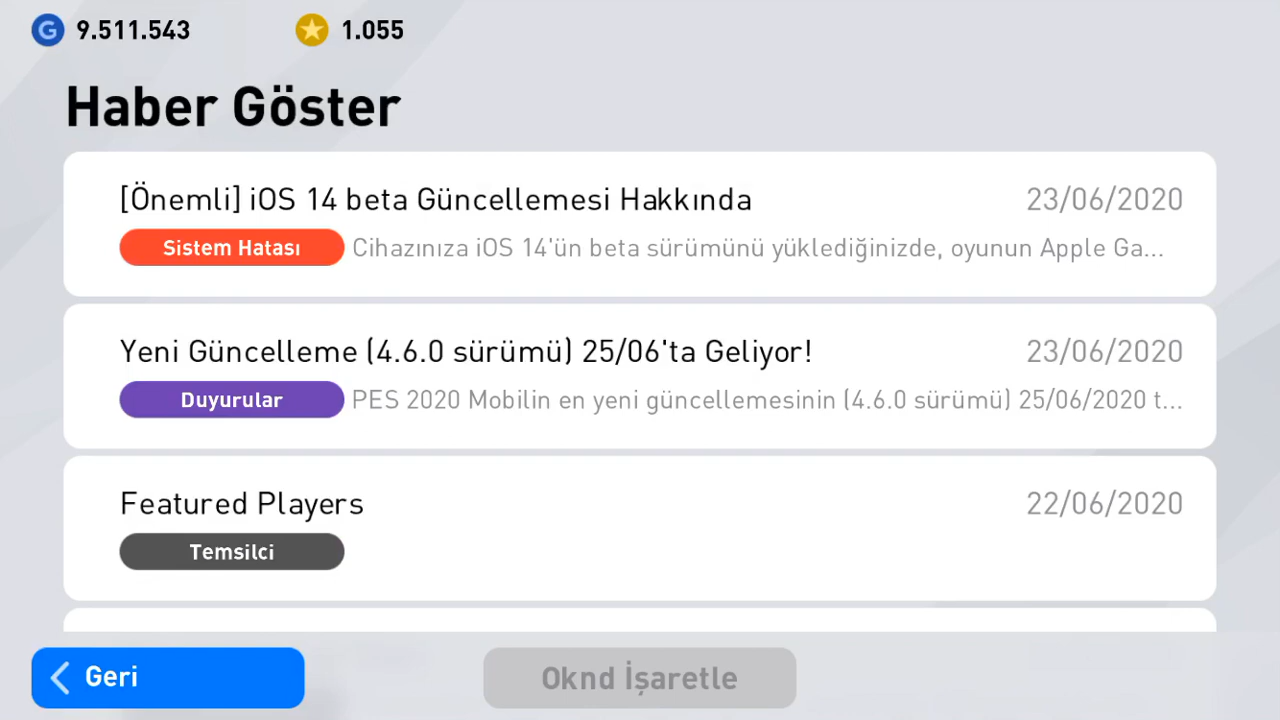 G 9.511.543 1.055
Haber Göster
[Önemli] iOS 14 beta Güncellemesi Hakkında 23/06/2020
Sistem Hatası Cihazınıza iOS 14'ün beta sürümünü yüklediğinizde, oyunun Apple Ga...
Yeni Güncelleme (4.6.0 sürümü) 25/06'ta Geliyor! 23/06/2020
Duyurular PES 2020 Mobilin en yeni güncellemesinin (4.6.0 sürümü) 25/06/2020 t...
Featured Players 22/06/2020
Temsilci
Geri Oknd İşaretle